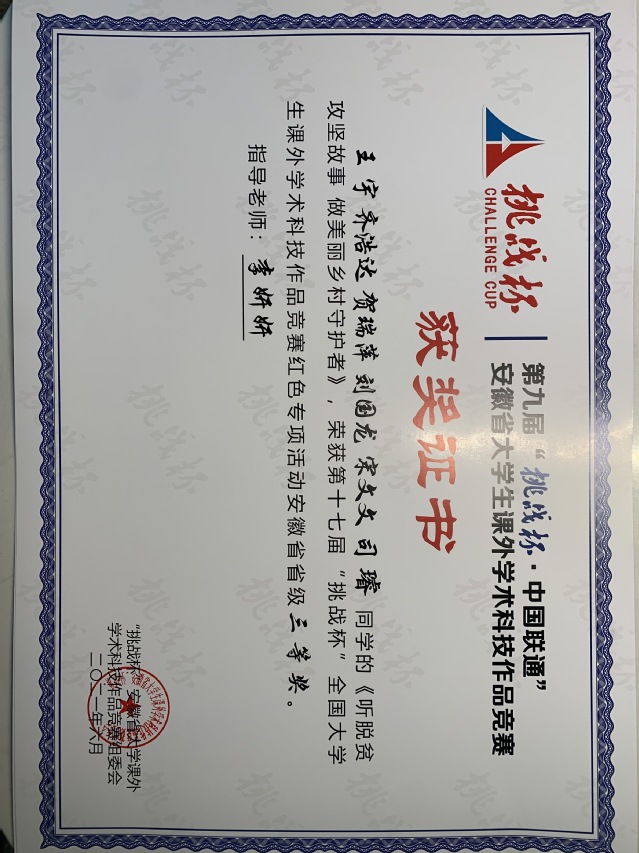 挑战杯
CHALLENGE CUP
第九届“挑战杯·中国联通”
安徽省大学生课外学术科技作品竞赛
获奖证书
王宇 齐浩达 贺瑞萍 刘国龙 宋文文 司璿 同学的《听脱贫
攻坚故事 做美丽乡村守护者》，荣获第十七届“挑战杯”全国大学
生课外学术科技作品竞赛红色专项活动安徽省省级三等奖。
指导老师：李妍妍
“挑战杯”安徽省大学课外
学术科技作品竞赛组委会
二〇二一年六月